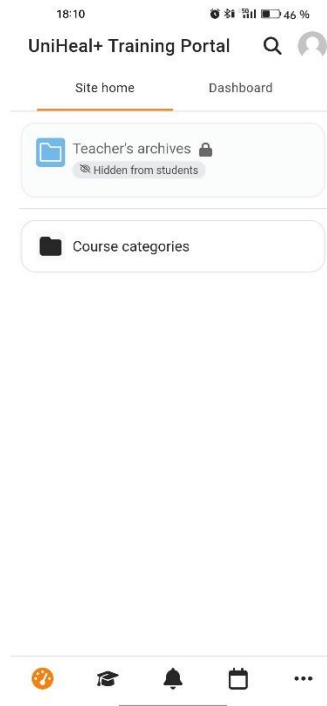 18:10
46 %
UniHeal+ Training Portal
Site home
Dashboard
Teacher's archives
Hidden from students
Course categories